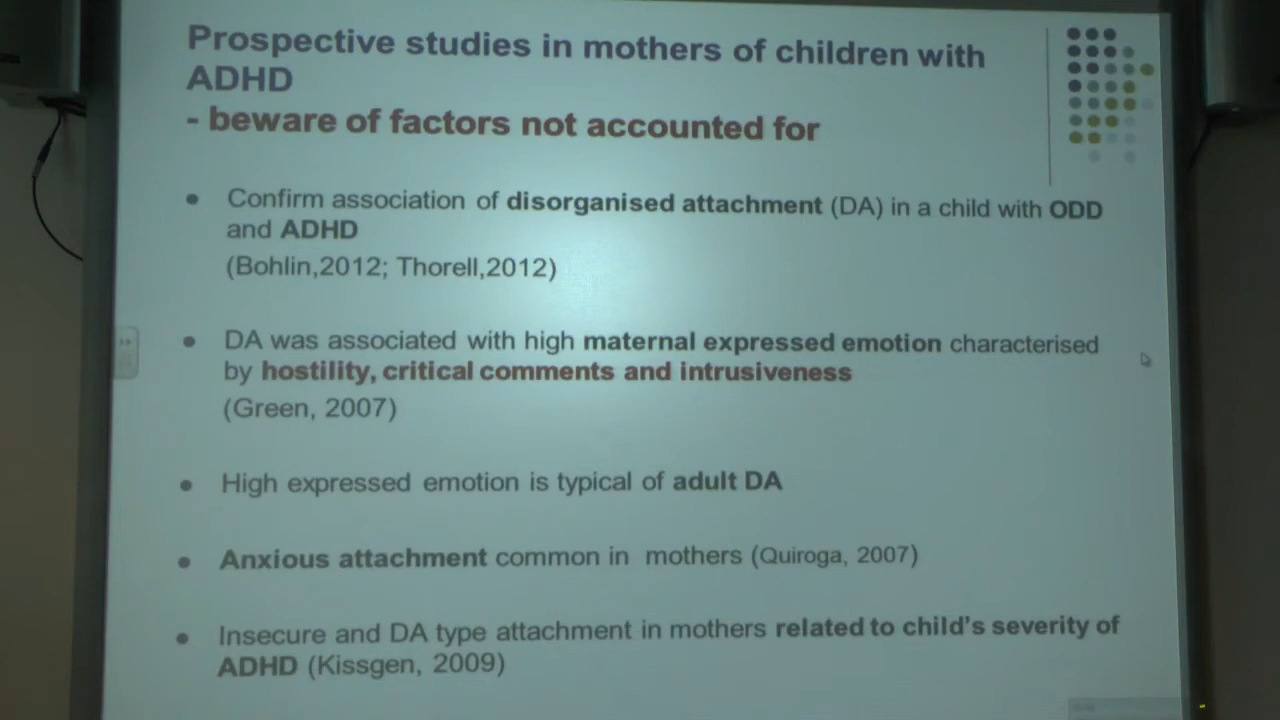 Prospective studies in mothers of children with
ADHD
- beware of factors not accounted for
• Confirm association of disorganised attachment (DA) in a child with ODD
and ADHD
(Bohlin,2012; Thorell,2012)
• DA was associated with high maternal expressed emotion characterised
by hostility, critical comments and intrusiveness
(Green, 2007)
• High expressed emotion is typical of adult DA
• Anxious attachment common in mothers (Quiroga, 2007)
• Insecure and DA type attachment in mothers related to child's severity of
ADHD (Kissgen, 2009)